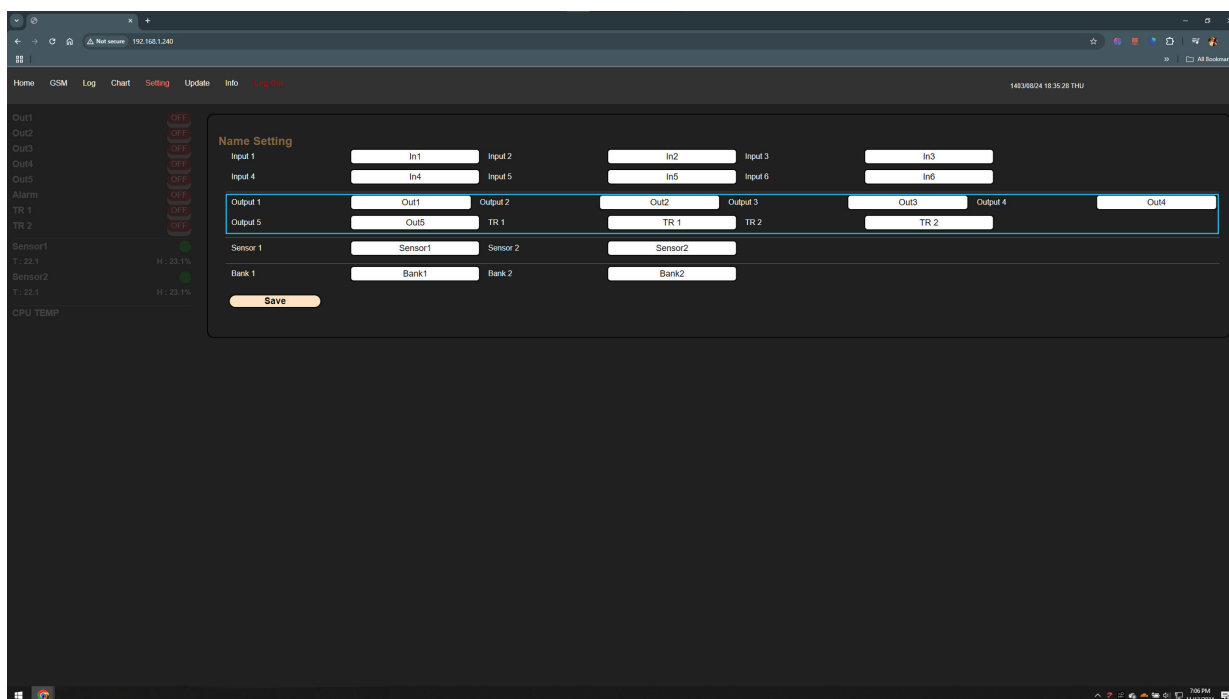 Not secure 192.168.1.240
All Bookmar
Home GSM Log Chart Setting Update Info Log Out
1403/08/24 18:35:28 THU
Out1 OFF
Out2 OFF
Out3 OFF
Out4 OFF
Out5 OFF
Alarm OFF
TR 1 OFF
TR 2 OFF
Sensor1
T : 22.1 H : 23.1%
Sensor2
T : 22.1 H : 23.1%
CPU TEMP
Name Setting
Input 1 In1 Input 2 In2 Input 3 In3
Input 4 In4 Input 5 In5 Input 6 In6
Output 1 Out1 Output 2 Out2 Output 3 Out3 Output 4 Out4
Output 5 Out5 TR 1 TR 1 TR 2 TR 2
Sensor 1 Sensor1 Sensor 2 Sensor2
Bank 1 Bank1 Bank 2 Bank2
Save
7:06 PM